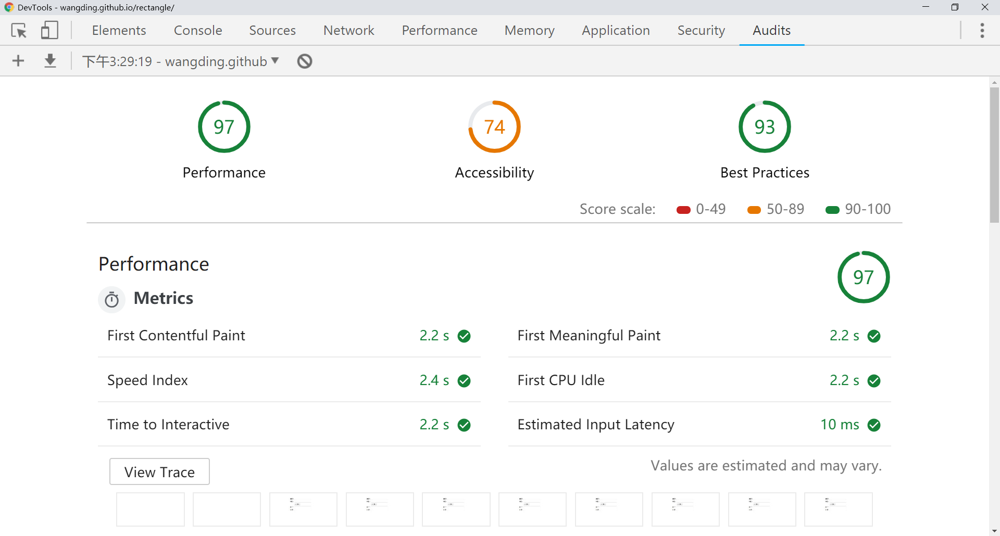 DevTools - wangding.github.io/rectangle/
Elements Console Sources Network Performance Memory Application Security Audits
下午3:29:19 - wangding.github
97 74 93
Performance Accessibility Best Practices
Score scale: 0-49 50-89 90-100
Performance 97
Metrics
First Contentful Paint 2.2 s First Meaningful Paint 2.2 s
Speed Index 2.4 s First CPU Idle 2.2 s
Time to Interactive 2.2 s Estimated Input Latency 10 ms
View Trace Values are estimated and may vary.